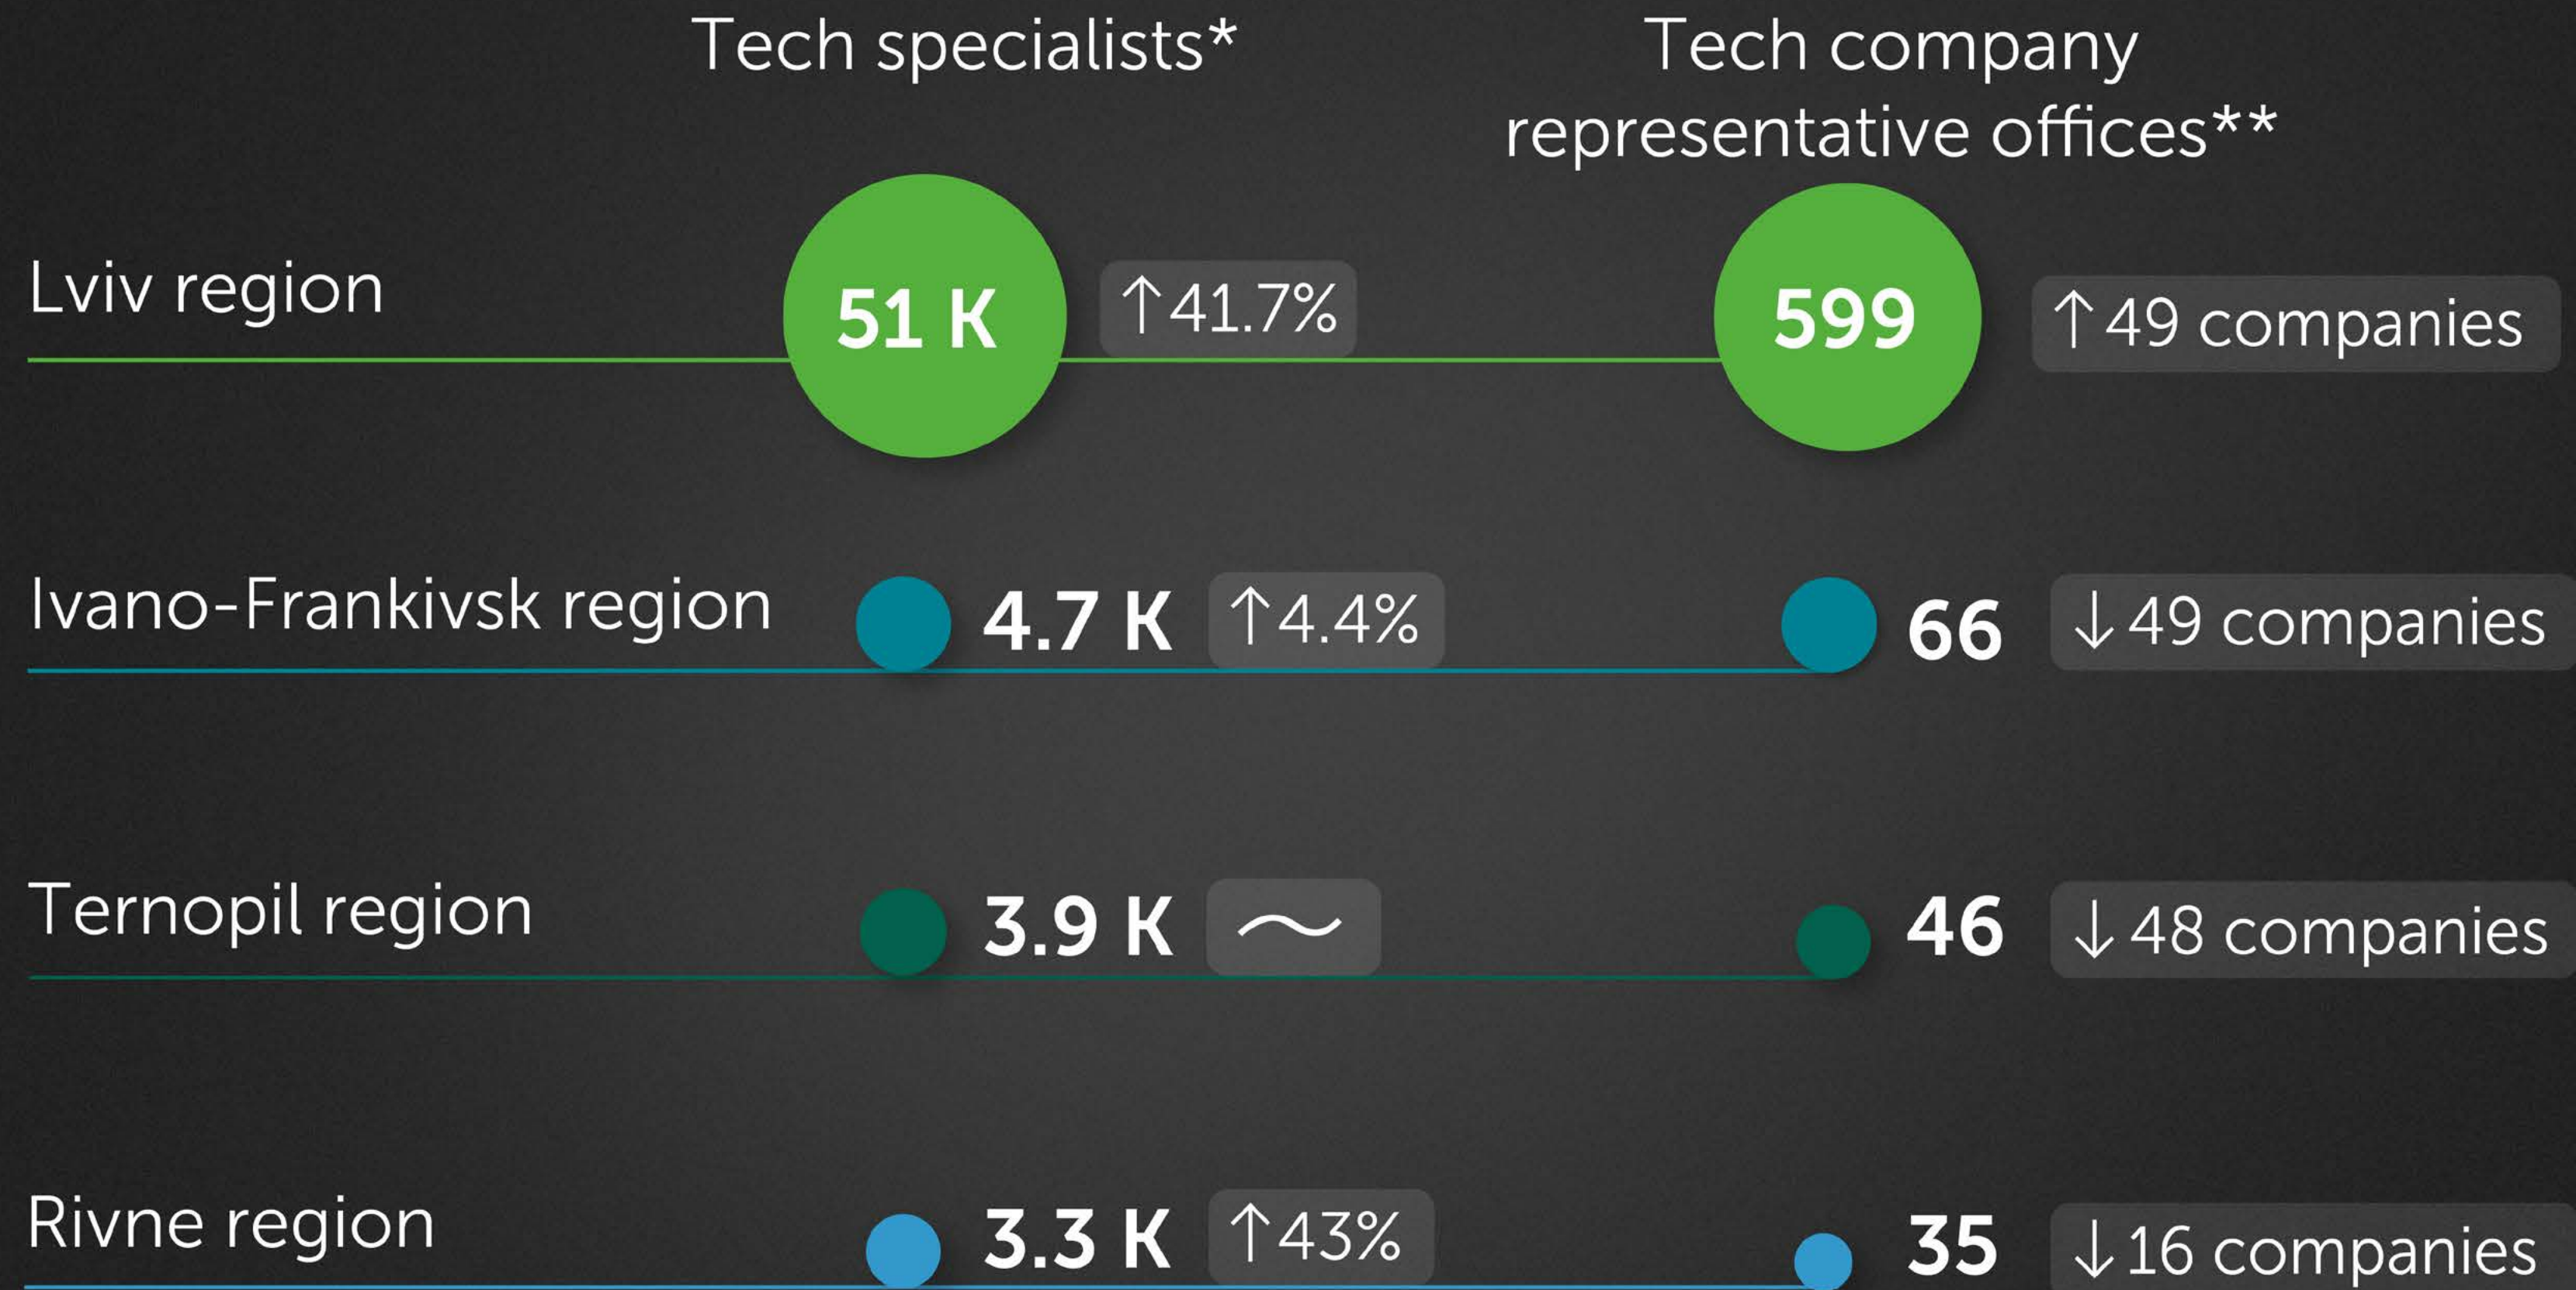 Tech specialists*
Tech company
representative offices**
Lviv region
51 K
↑41.7%
599
↑49 companies
Ivano-Frankivsk region
4.7 K
↑4.4%
66
↓49 companies
Ternopil region
3.9 K
~
46
↓48 companies
Rivne region
3.3 K
↑43%
35
↓16 companies